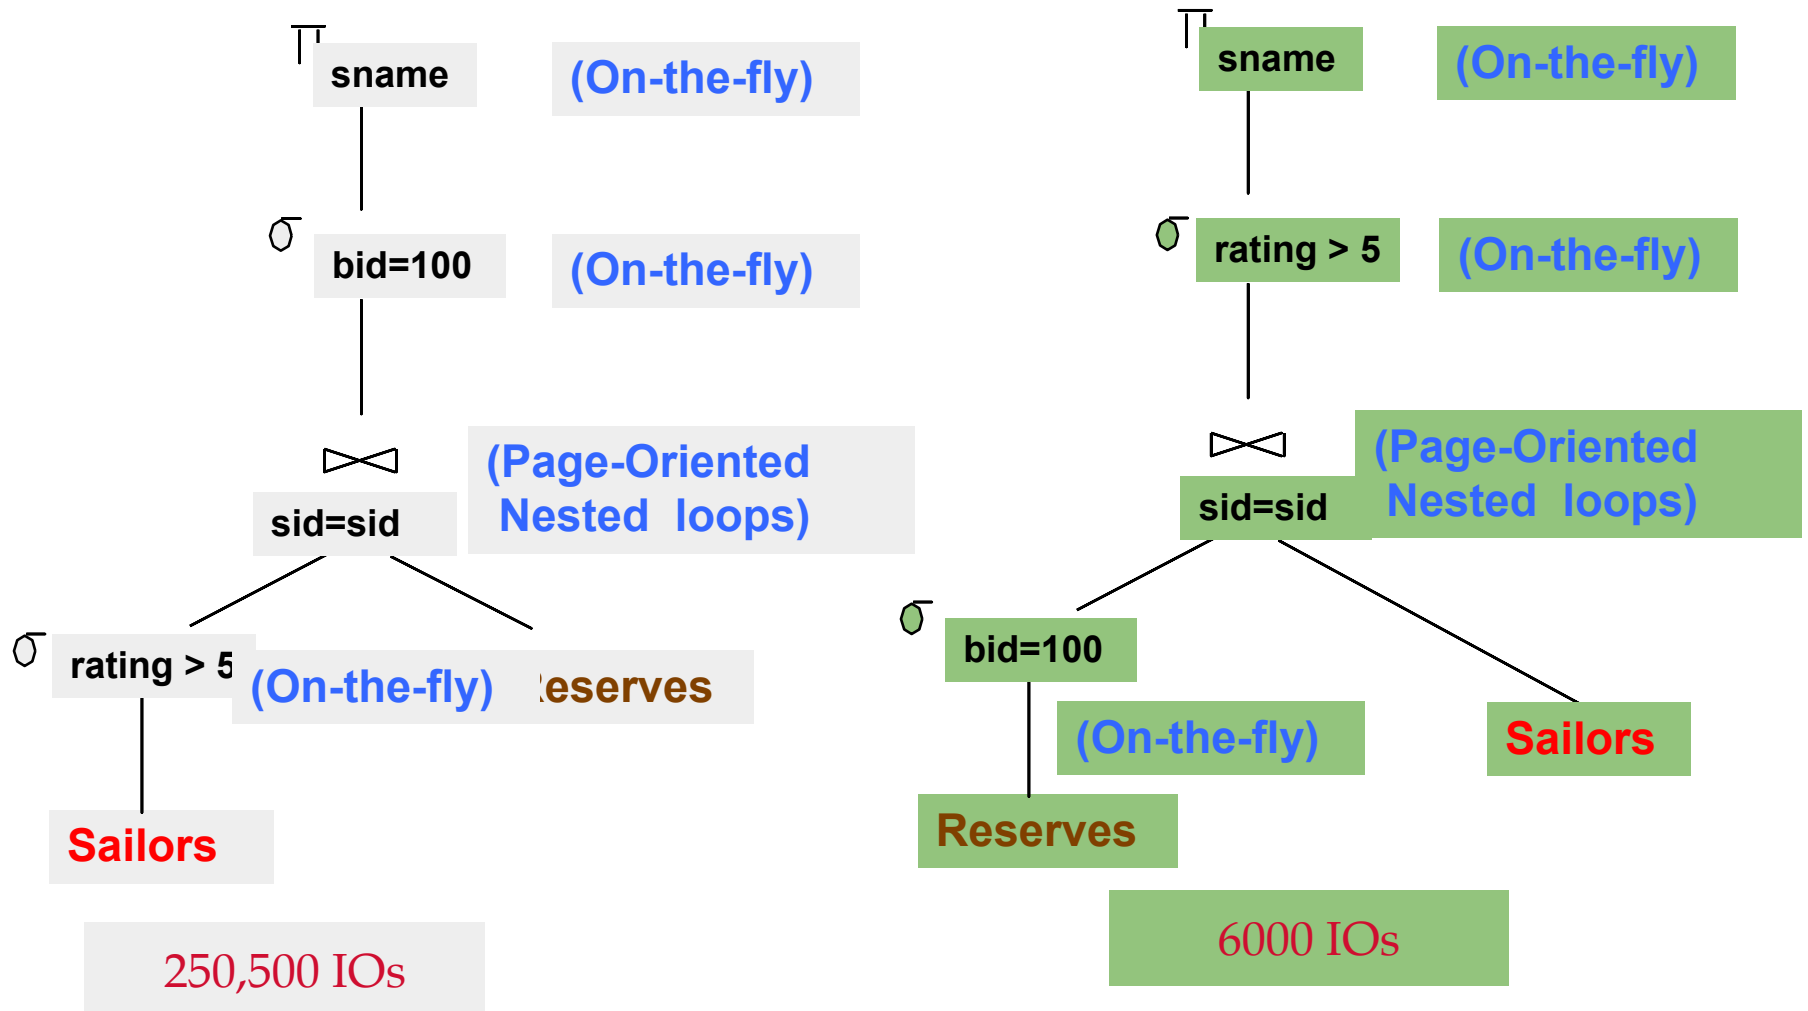 sname
(On-the-fly)
bid=100
(On-the-fly)
(Page-Oriented
Nested loops)
sid=sid
rating > 5
(On-the-fly)
eserves
Sailors
250,500 IOs
sname
(On-the-fly)
rating > 5
(On-the-fly)
(Page-Oriented
Nested loops)
sid=sid
bid=100
(On-the-fly)
Sailors
Reserves
6000 IOs